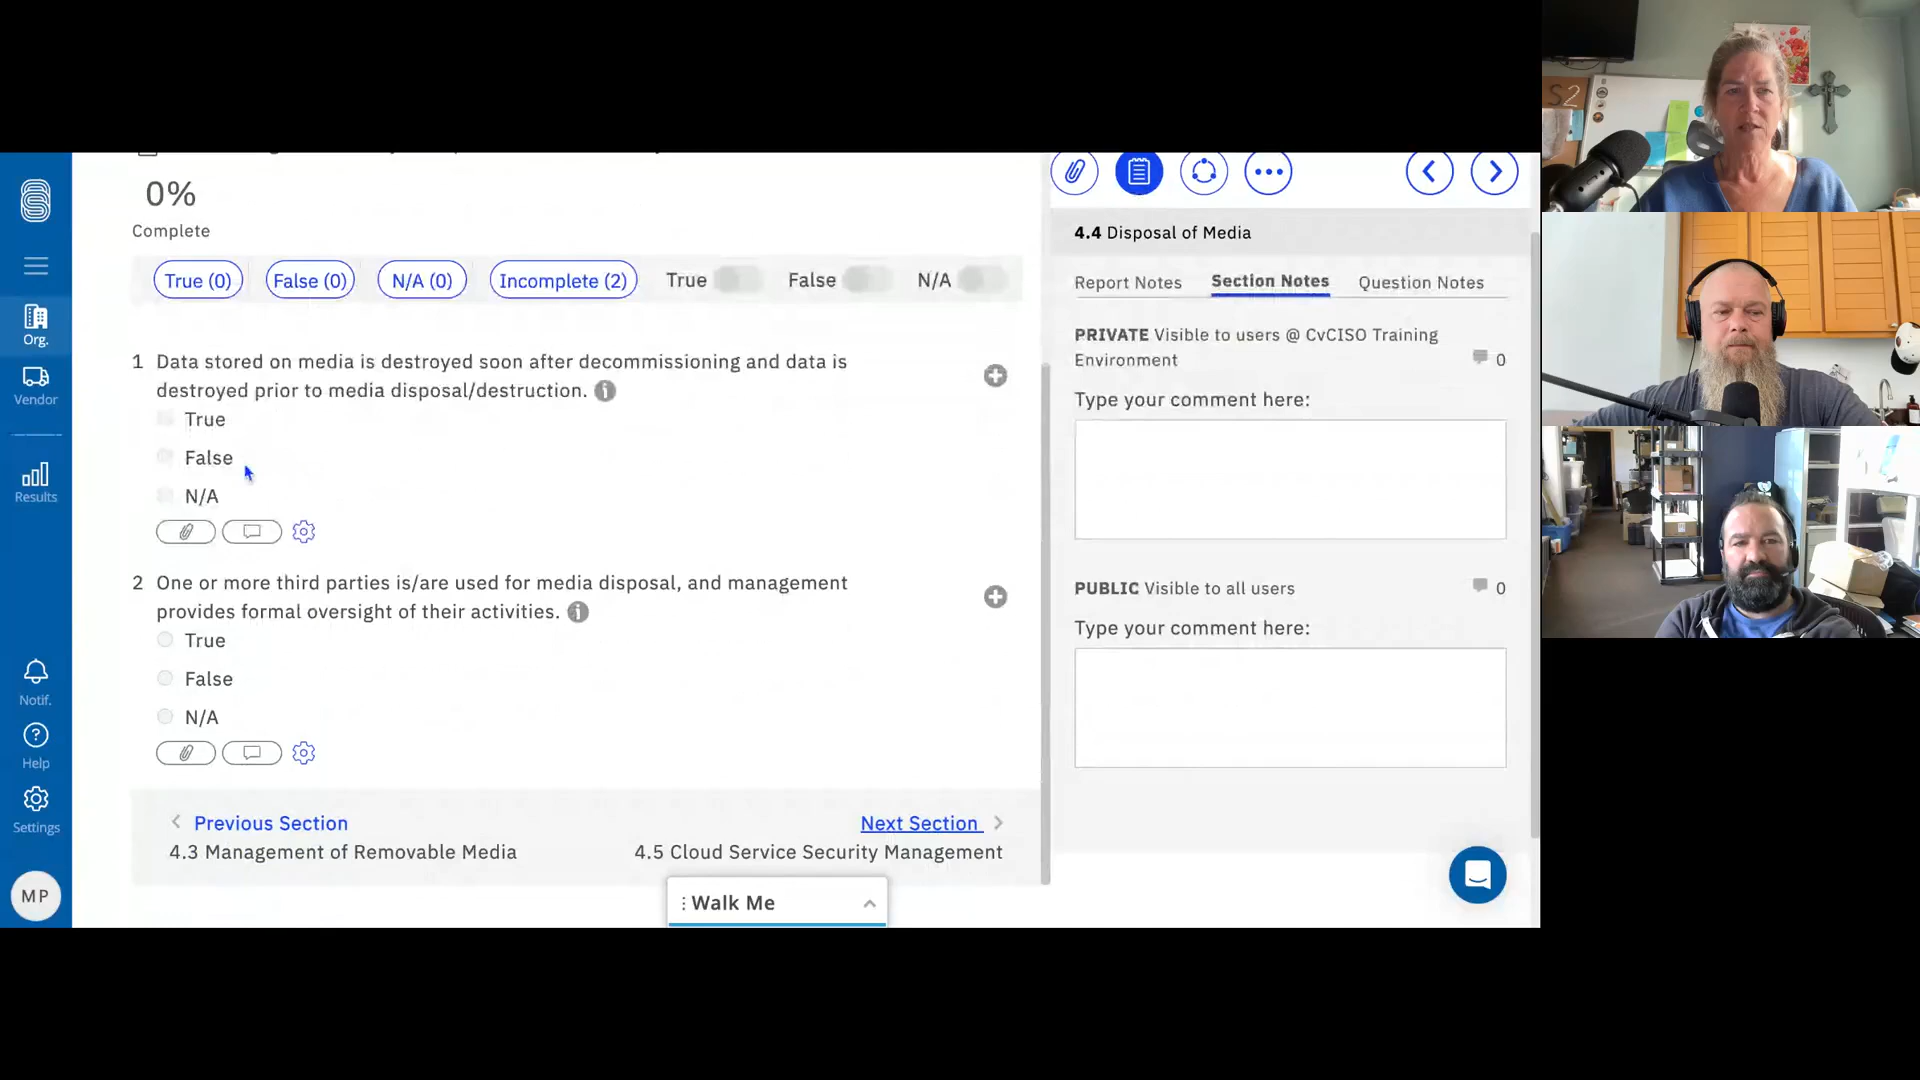 0%
Complete
True (0)
False (0)
N/A (0)
Incomplete (2)
True
False
N/A
1 Data stored on media is destroyed soon after decommissioning and data is
destroyed prior to media disposal/destruction.
True
False
N/A
2 One or more third parties is/are used for media disposal, and management
provides formal oversight of their activities.
True
False
N/A
Previous Section
4.3 Management of Removable Media
Next Section
4.5 Cloud Service Security Management
Walk Me
Org.
Vendor
Results
Notif.
Help
Settings
MP
4.4 Disposal of Media
Report Notes
Section Notes
Question Notes
PRIVATE Visible to users @ CvCISO Training
Environment
0
Type your comment here:
PUBLIC Visible to all users
0
Type your comment here:
S2